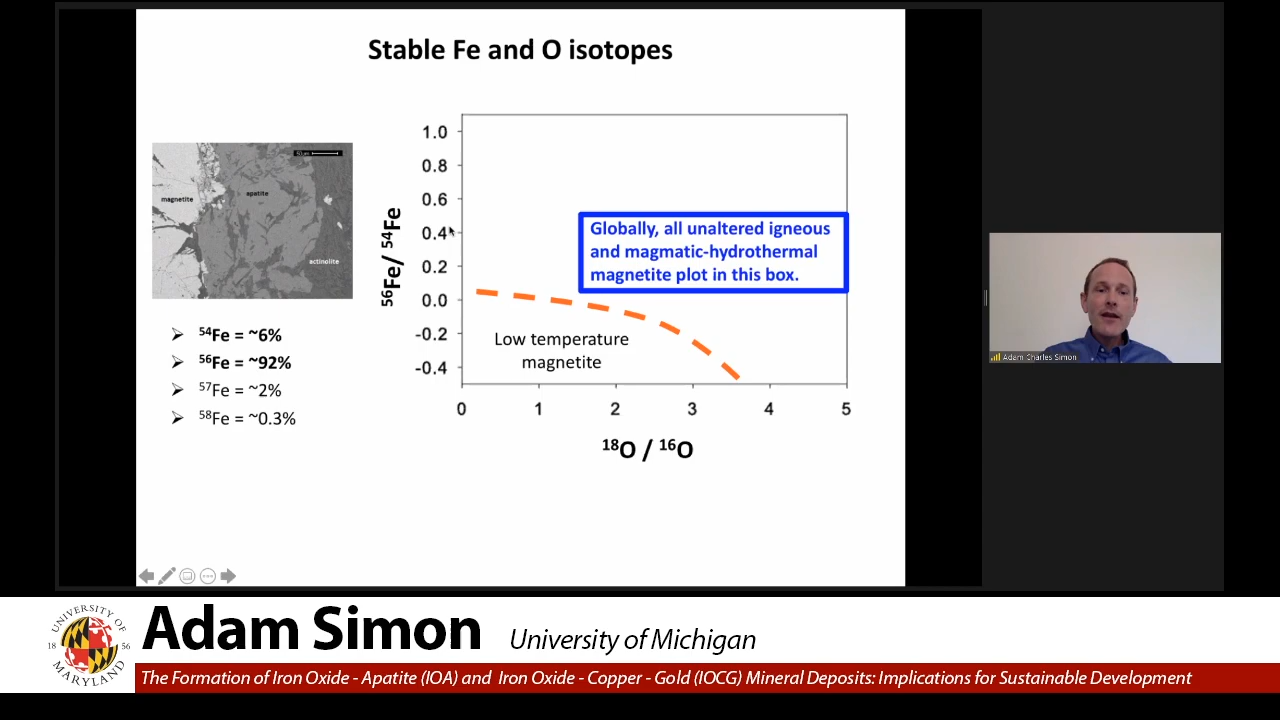 Stable Fe and O isotopes
magnetite
apatite
actinolite
⁵⁴Fe = ~6%
⁵⁶Fe = ~92%
⁵⁷Fe = ~2%
⁵⁸Fe = ~0.3%
⁵⁶Fe/ ⁵⁴Fe
1.0
0.8
0.6
0.4
0.2
0.0
-0.2
-0.4
Globally, all unaltered igneous
and magmatic-hydrothermal
magnetite plot in this box.
Low temperature
magnetite
0 1 2 3 4 5
¹⁸O / ¹⁶O
Adam Charles Simon
UNIVERSITY OF
18 56
MARYLAND
Adam Simon University of Michigan
The Formation of Iron Oxide - Apatite (IOA) and Iron Oxide - Copper - Gold (IOCG) Mineral Deposits: Implications for Sustainable Development